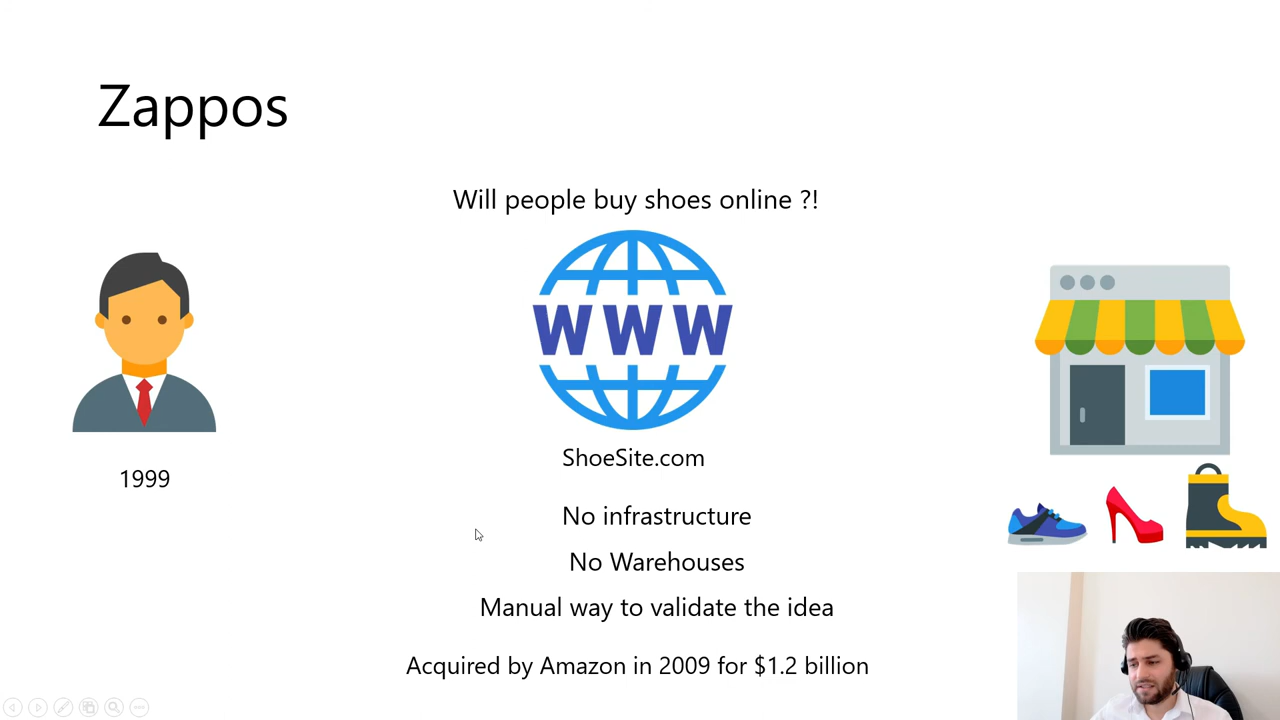 Zappos
Will people buy shoes online ?!
WWW
ShoeSite.com
1999
No infrastructure
No Warehouses
Manual way to validate the idea
Acquired by Amazon in 2009 for $1.2 billion